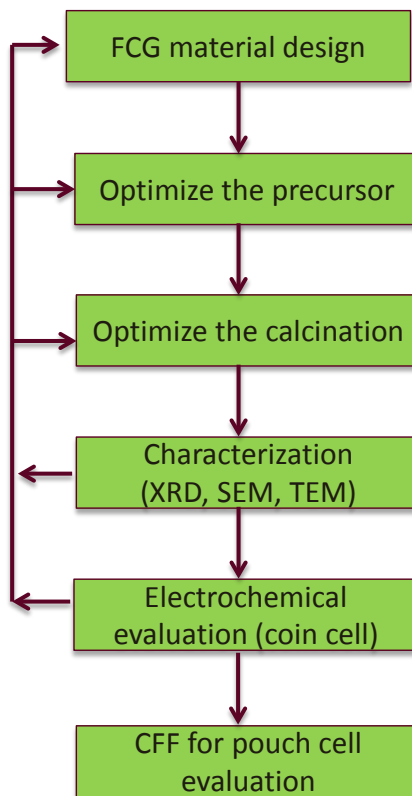 FCG material design
Optimize the precursor
Optimize the calcination
Characterization
(XRD, SEM, TEM)
Electrochemical
evaluation (coin cell)
CFF for pouch cell
evaluation